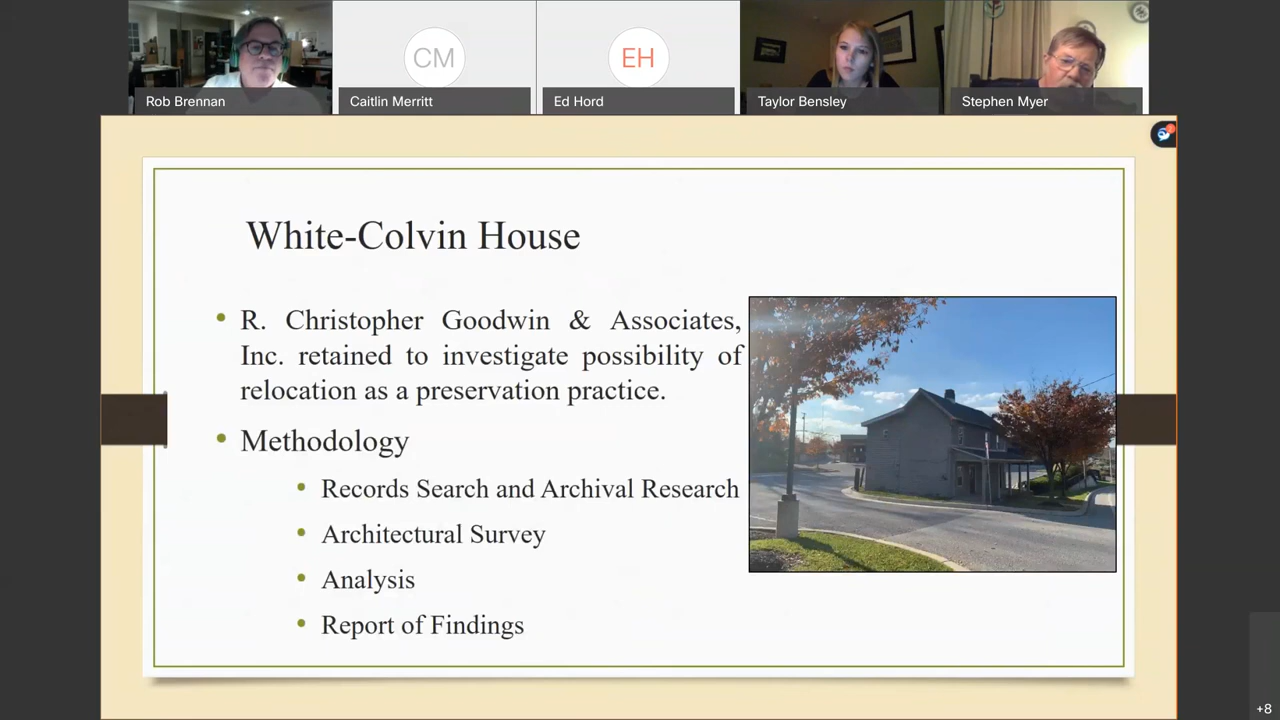 CM
EH
Rob Brennan
Caitlin Merritt
Ed Hord
Taylor Bensley
Stephen Myer
White-Colvin House
• R. Christopher Goodwin & Associates,
Inc. retained to investigate possibility of
relocation as a preservation practice.
• Methodology
• Records Search and Archival Research
• Architectural Survey
• Analysis
• Report of Findings
+8